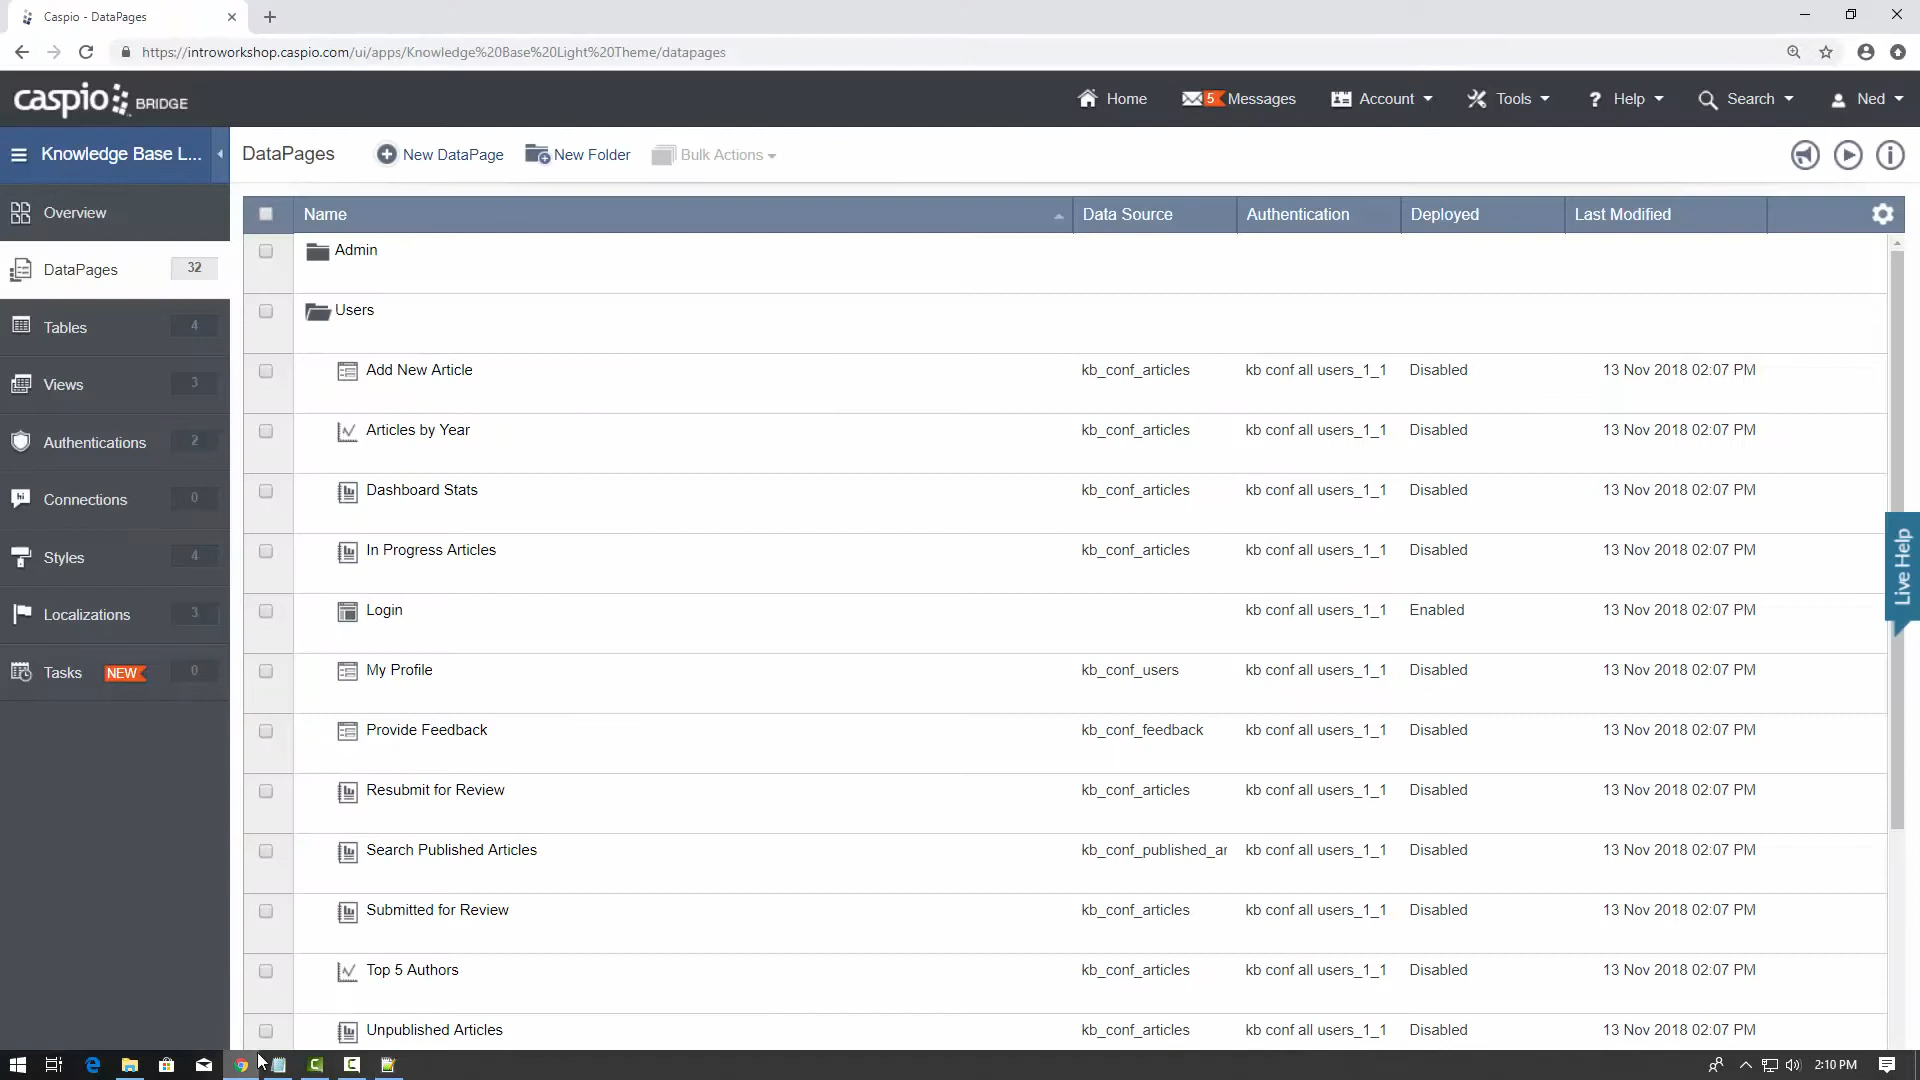 Caspio - DataPages
https://introworkshop.caspio.com/ui/apps/Knowledge%20Base%20Light%20Theme/datapages
caspio BRIDGE
Home
5 Messages
Account
Tools
? Help
Search
Ned
Knowledge Base L...
DataPages
New DataPage
New Folder
Bulk Actions
Overview
DataPages 32
Tables 4
Views 3
Authentications 2
Connections 0
Styles 4
Localizations 3
Tasks NEW 0
Name Data Source Authentication Deployed Last Modified
Admin
Users
Add New Article kb_conf_articles kb conf all users_1_1 Disabled 13 Nov 2018 02:07 PM
Articles by Year kb_conf_articles kb conf all users_1_1 Disabled 13 Nov 2018 02:07 PM
Dashboard Stats kb_conf_articles kb conf all users_1_1 Disabled 13 Nov 2018 02:07 PM
In Progress Articles kb_conf_articles kb conf all users_1_1 Disabled 13 Nov 2018 02:07 PM
Login kb conf all users_1_1 Enabled 13 Nov 2018 02:07 PM
My Profile kb_conf_users kb conf all users_1_1 Disabled 13 Nov 2018 02:07 PM
Provide Feedback kb_conf_feedback kb conf all users_1_1 Disabled 13 Nov 2018 02:07 PM
Resubmit for Review kb_conf_articles kb conf all users_1_1 Disabled 13 Nov 2018 02:07 PM
Search Published Articles kb_conf_published_ar kb conf all users_1_1 Disabled 13 Nov 2018 02:07 PM
Submitted for Review kb_conf_articles kb conf all users_1_1 Disabled 13 Nov 2018 02:07 PM
Top 5 Authors kb_conf_articles kb conf all users_1_1 Disabled 13 Nov 2018 02:07 PM
Unpublished Articles kb_conf_articles kb conf all users_1_1 Disabled 13 Nov 2018 02:07 PM
Live Help
2:10 PM